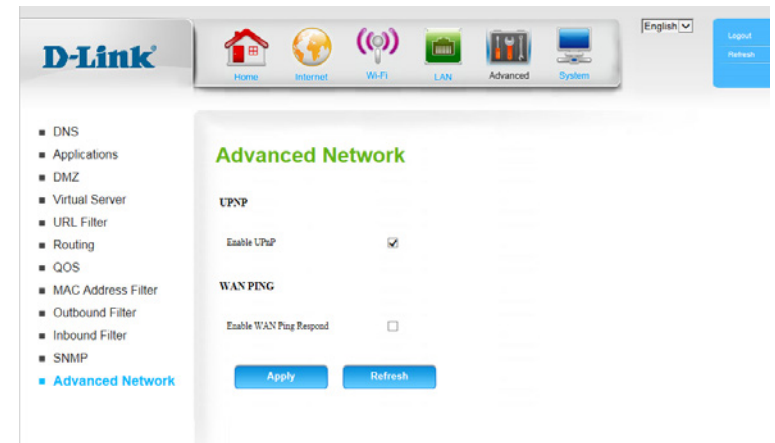 D-Link
Home
Internet
Wi-Fi
LAN
Advanced
System
English
Logout
Refresh
DNS
Applications
DMZ
Virtual Server
URL Filter
Routing
QOS
MAC Address Filter
Outbound Filter
Inbound Filter
SNMP
Advanced Network
Advanced Network
UPNP
Enable UPnP
WAN PING
Enable WAN Ping Respond
Apply
Refresh